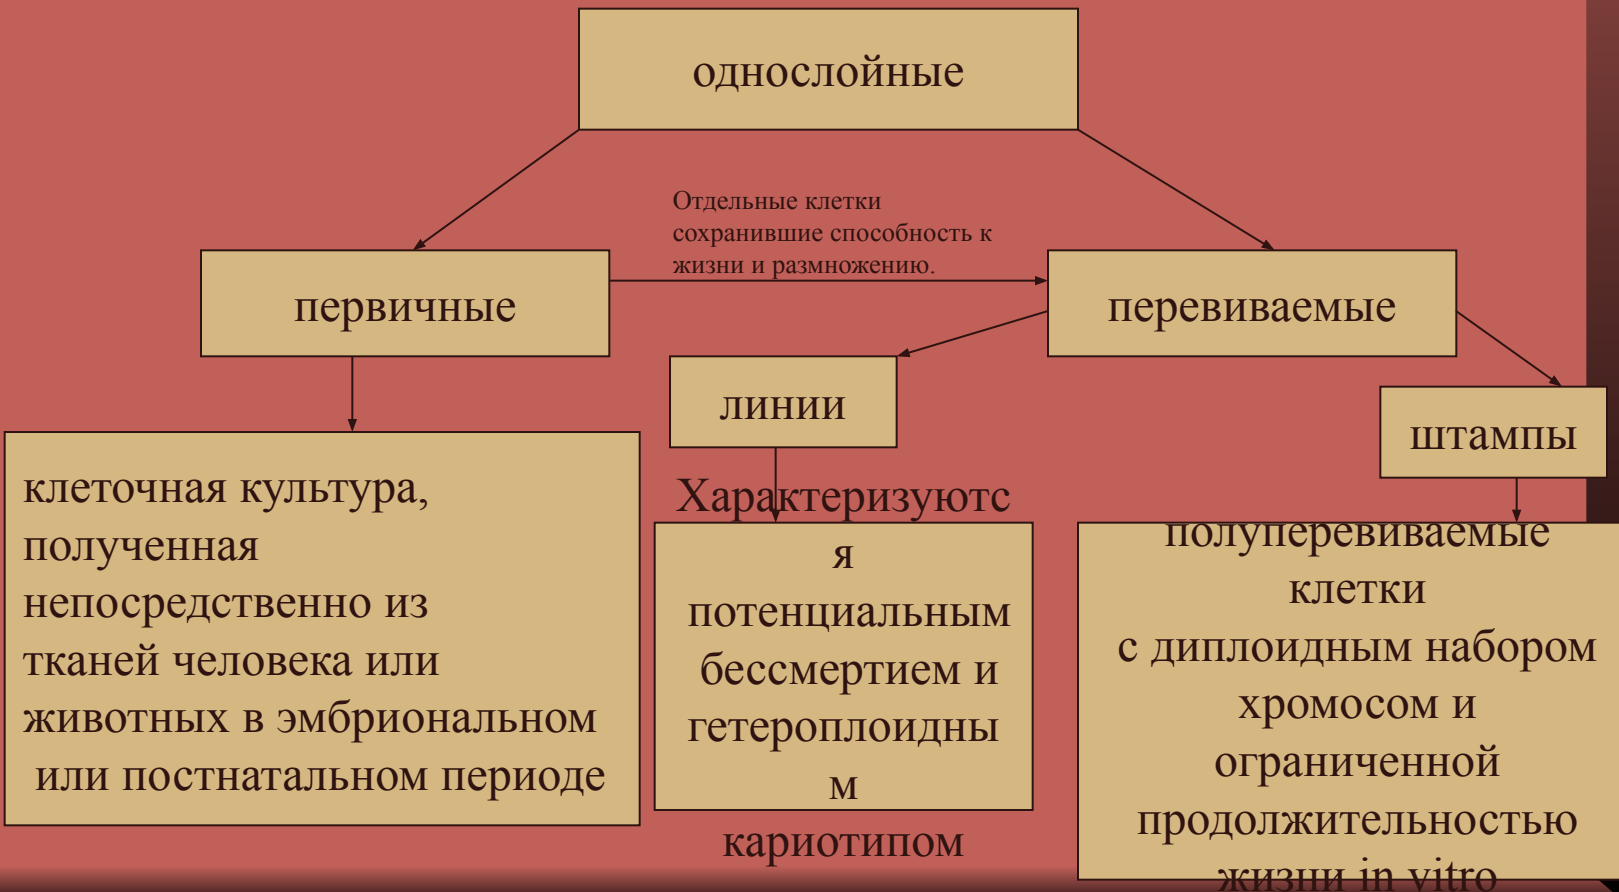 однослойные
Отдельные клетки
сохранившие способность к
жизни и размножению.
первичные
перевиваемые
линии
штампы
клеточная культура,
полученная
непосредственно из
тканей человека или
животных в эмбриональном
или постнатальном периоде
Характеризуютс
я
потенциальным
бессмертием и
гетероплоидны
м
кариотипом
полуперевиваемые
клетки
с диплоидным набором
хромосом и
ограниченной
продолжительностью
жизни in vitro